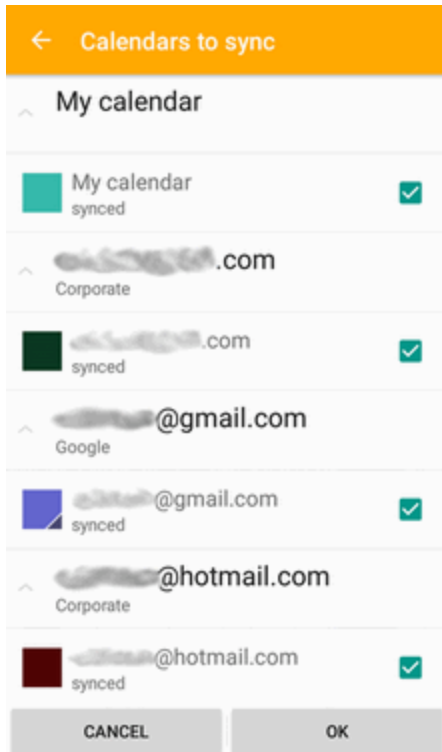 Calendars to sync
My calendar
My calendar
synced
.com
Corporate
.com
synced
@gmail.com
Google
@gmail.com
synced
@hotmail.com
Corporate
@hotmail.com
synced
CANCEL OK